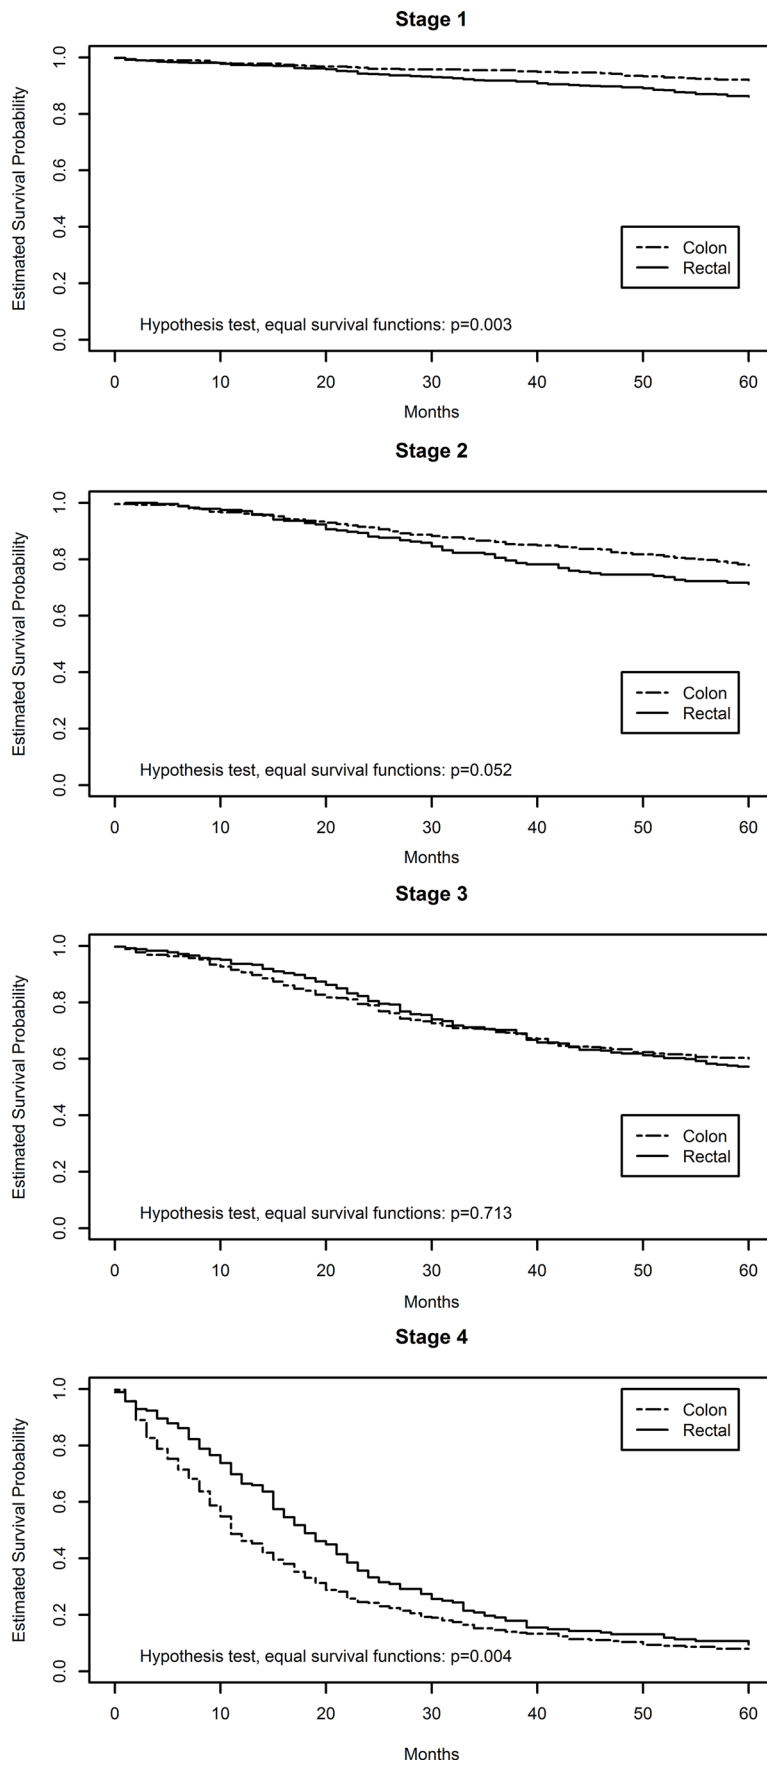 Stage 1
Estimated Survival Probability
1.0
0.8
0.6
0.4
0.2
0.0
Colon
Rectal
Hypothesis test, equal survival functions: p=0.003
0 10 20 30 40 50 60
Months
Stage 2
Estimated Survival Probability
1.0
0.8
0.6
0.4
0.2
0.0
Colon
Rectal
Hypothesis test, equal survival functions: p=0.052
0 10 20 30 40 50 60
Months
Stage 3
Estimated Survival Probability
1.0
0.8
0.6
0.4
0.2
0.0
Colon
Rectal
Hypothesis test, equal survival functions: p=0.713
0 10 20 30 40 50 60
Months
Stage 4
Estimated Survival Probability
1.0
0.8
0.6
0.4
0.2
0.0
Colon
Rectal
Hypothesis test, equal survival functions: p=0.004
0 10 20 30 40 50 60
Months